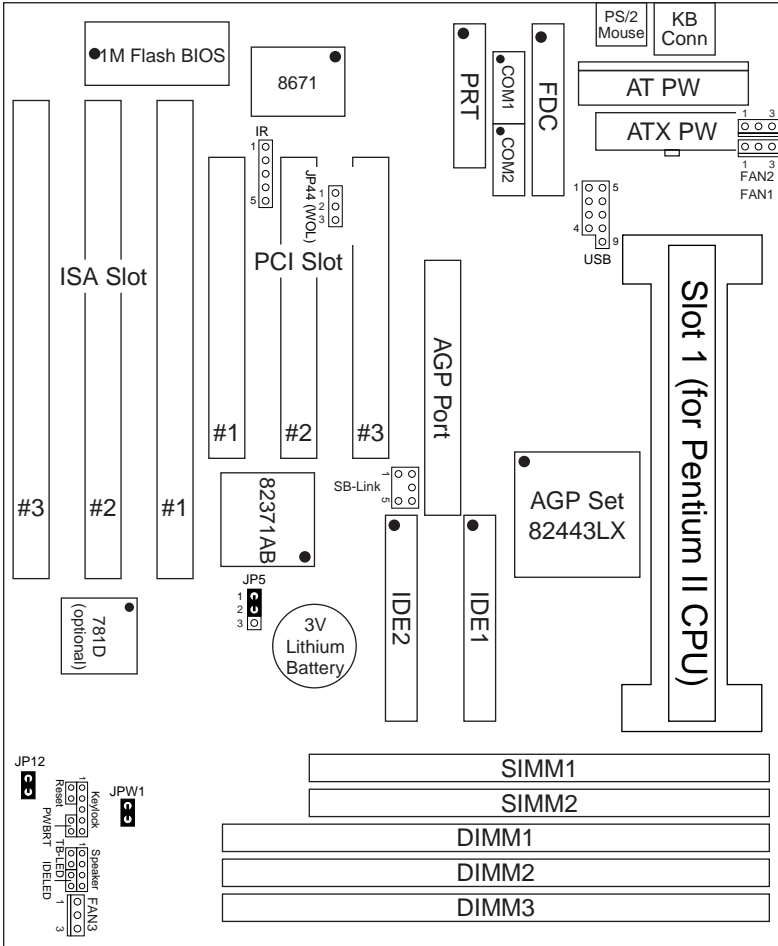 PS/2
Mouse
KB
Conn
1M Flash BIOS
8671
PRT
COM1
COM2
FDC
AT PW
ATX PW
1 3
1 3
FAN2
FAN1
IR
1
5
JP44 (WOL)
1
2
3
1 5
4
9
USB
ISA Slot
PCI Slot
AGP Port
Slot 1 (for Pentium II CPU)
#1
#2
#3
#3
#2
#1
82371AB
SB-Link
1
5
AGP Set
82443LX
JP5
1
2
3
781D
(optional)
3V
Lithium
Battery
IDE2
IDE1
JP12
JPW1
Reset
1
Keylock
PWBRT
TB-LED
IDELED
1
Speaker
1
3
FAN3
SIMM1
SIMM2
DIMM1
DIMM2
DIMM3